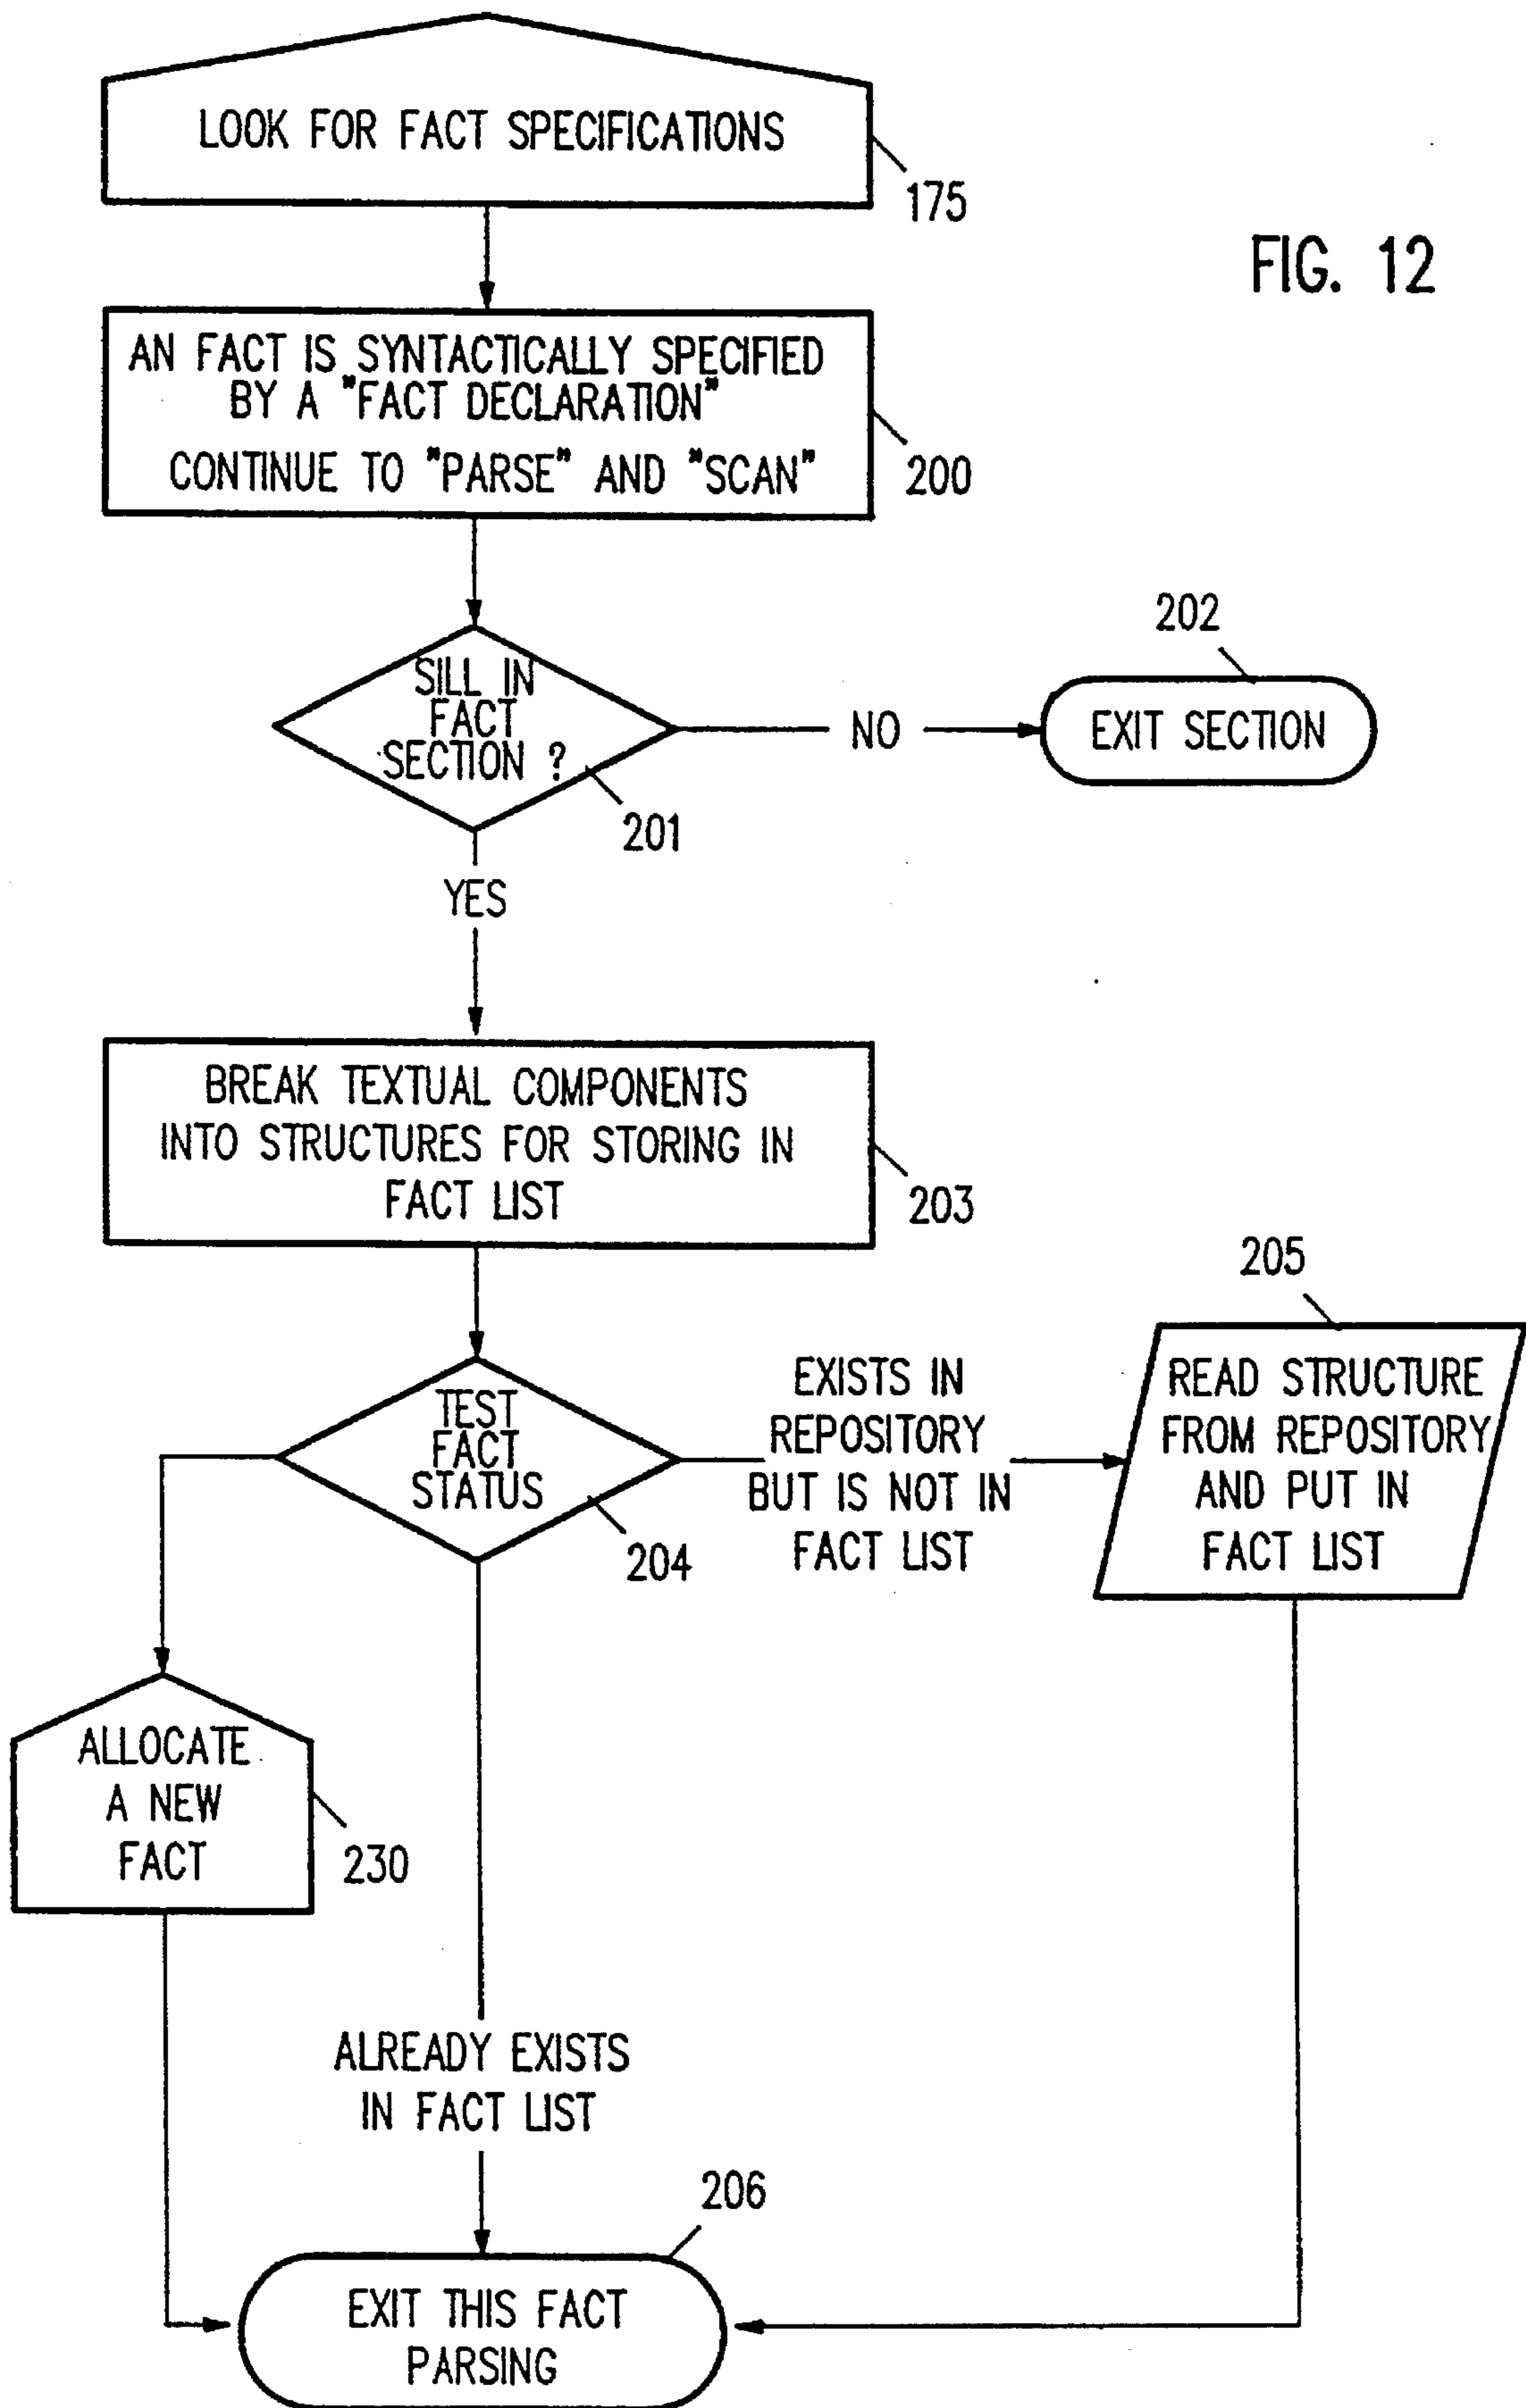 LOOK FOR FACT SPECIFICATIONS
175
FIG. 12
AN FACT IS SYNTACTICALLY SPECIFIED
BY A "FACT DECLARATION"
CONTINUE TO "PARSE" AND "SCAN"
200
202
SILL IN
FACT
SECTION ?
NO
EXIT SECTION
201
YES
BREAK TEXTUAL COMPONENTS
INTO STRUCTURES FOR STORING IN
FACT LIST
203
205
TEST
FACT
STATUS
204
EXISTS IN
REPOSITORY
BUT IS NOT IN
FACT LIST
READ STRUCTURE
FROM REPOSITORY
AND PUT IN
FACT LIST
ALLOCATE
A NEW
FACT
230
ALREADY EXISTS
IN FACT LIST
206
EXIT THIS FACT
PARSING